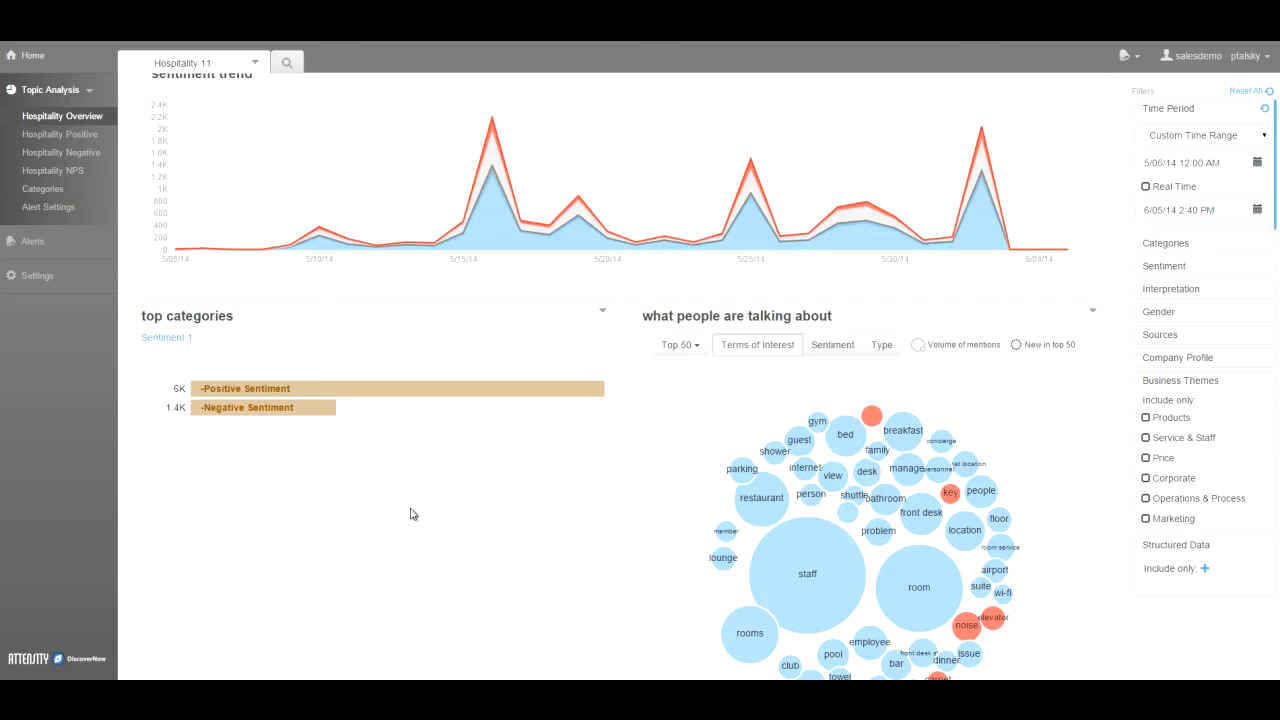 Home
Hospitality 11
salesdemo - ptalsky
Topic Analysis
Hospitality Overview
Hospitality Positive
Hospitality Negative
Hospitality NPS
Categories
Alert Settings
Alerts
Settings
ATTENSITY DiscoverNow
sentiment trend
2.4K
2.2K
2K
1.8K
1.6K
1.4K
1.2K
1K
800
600
400
200
0
5/05/14 5/10/14 5/15/14 5/20/14 5/25/14 5/30/14 6/04/14
top categories
Sentiment 1
6K -Positive Sentiment
1.4K -Negative Sentiment
what people are talking about
Top 50 Terms of Interest Sentiment Type Volume of mentions New in top 50
gym
bed
breakfast
guest
concierge
shower
family
parking
internet
view
desk
manage
personnel
people
restaurant
person
shuttle
bathroom
key
front desk
floor
member
problem
location
room service
lounge
staff
room
airport
suite
wi-fi
rooms
noise
elevator
employee
pool
front desk s
issue
club
bar
dinner
towel
carpet
Filters Reset All
Time Period
Custom Time Range
5/05/14 12:00 AM
Real Time
6/05/14 2:40 PM
Categories
Sentiment
Interpretation
Gender
Sources
Company Profile
Business Themes
Include only:
Products
Service & Staff
Price
Corporate
Operations & Process
Marketing
Structured Data
Include only: +